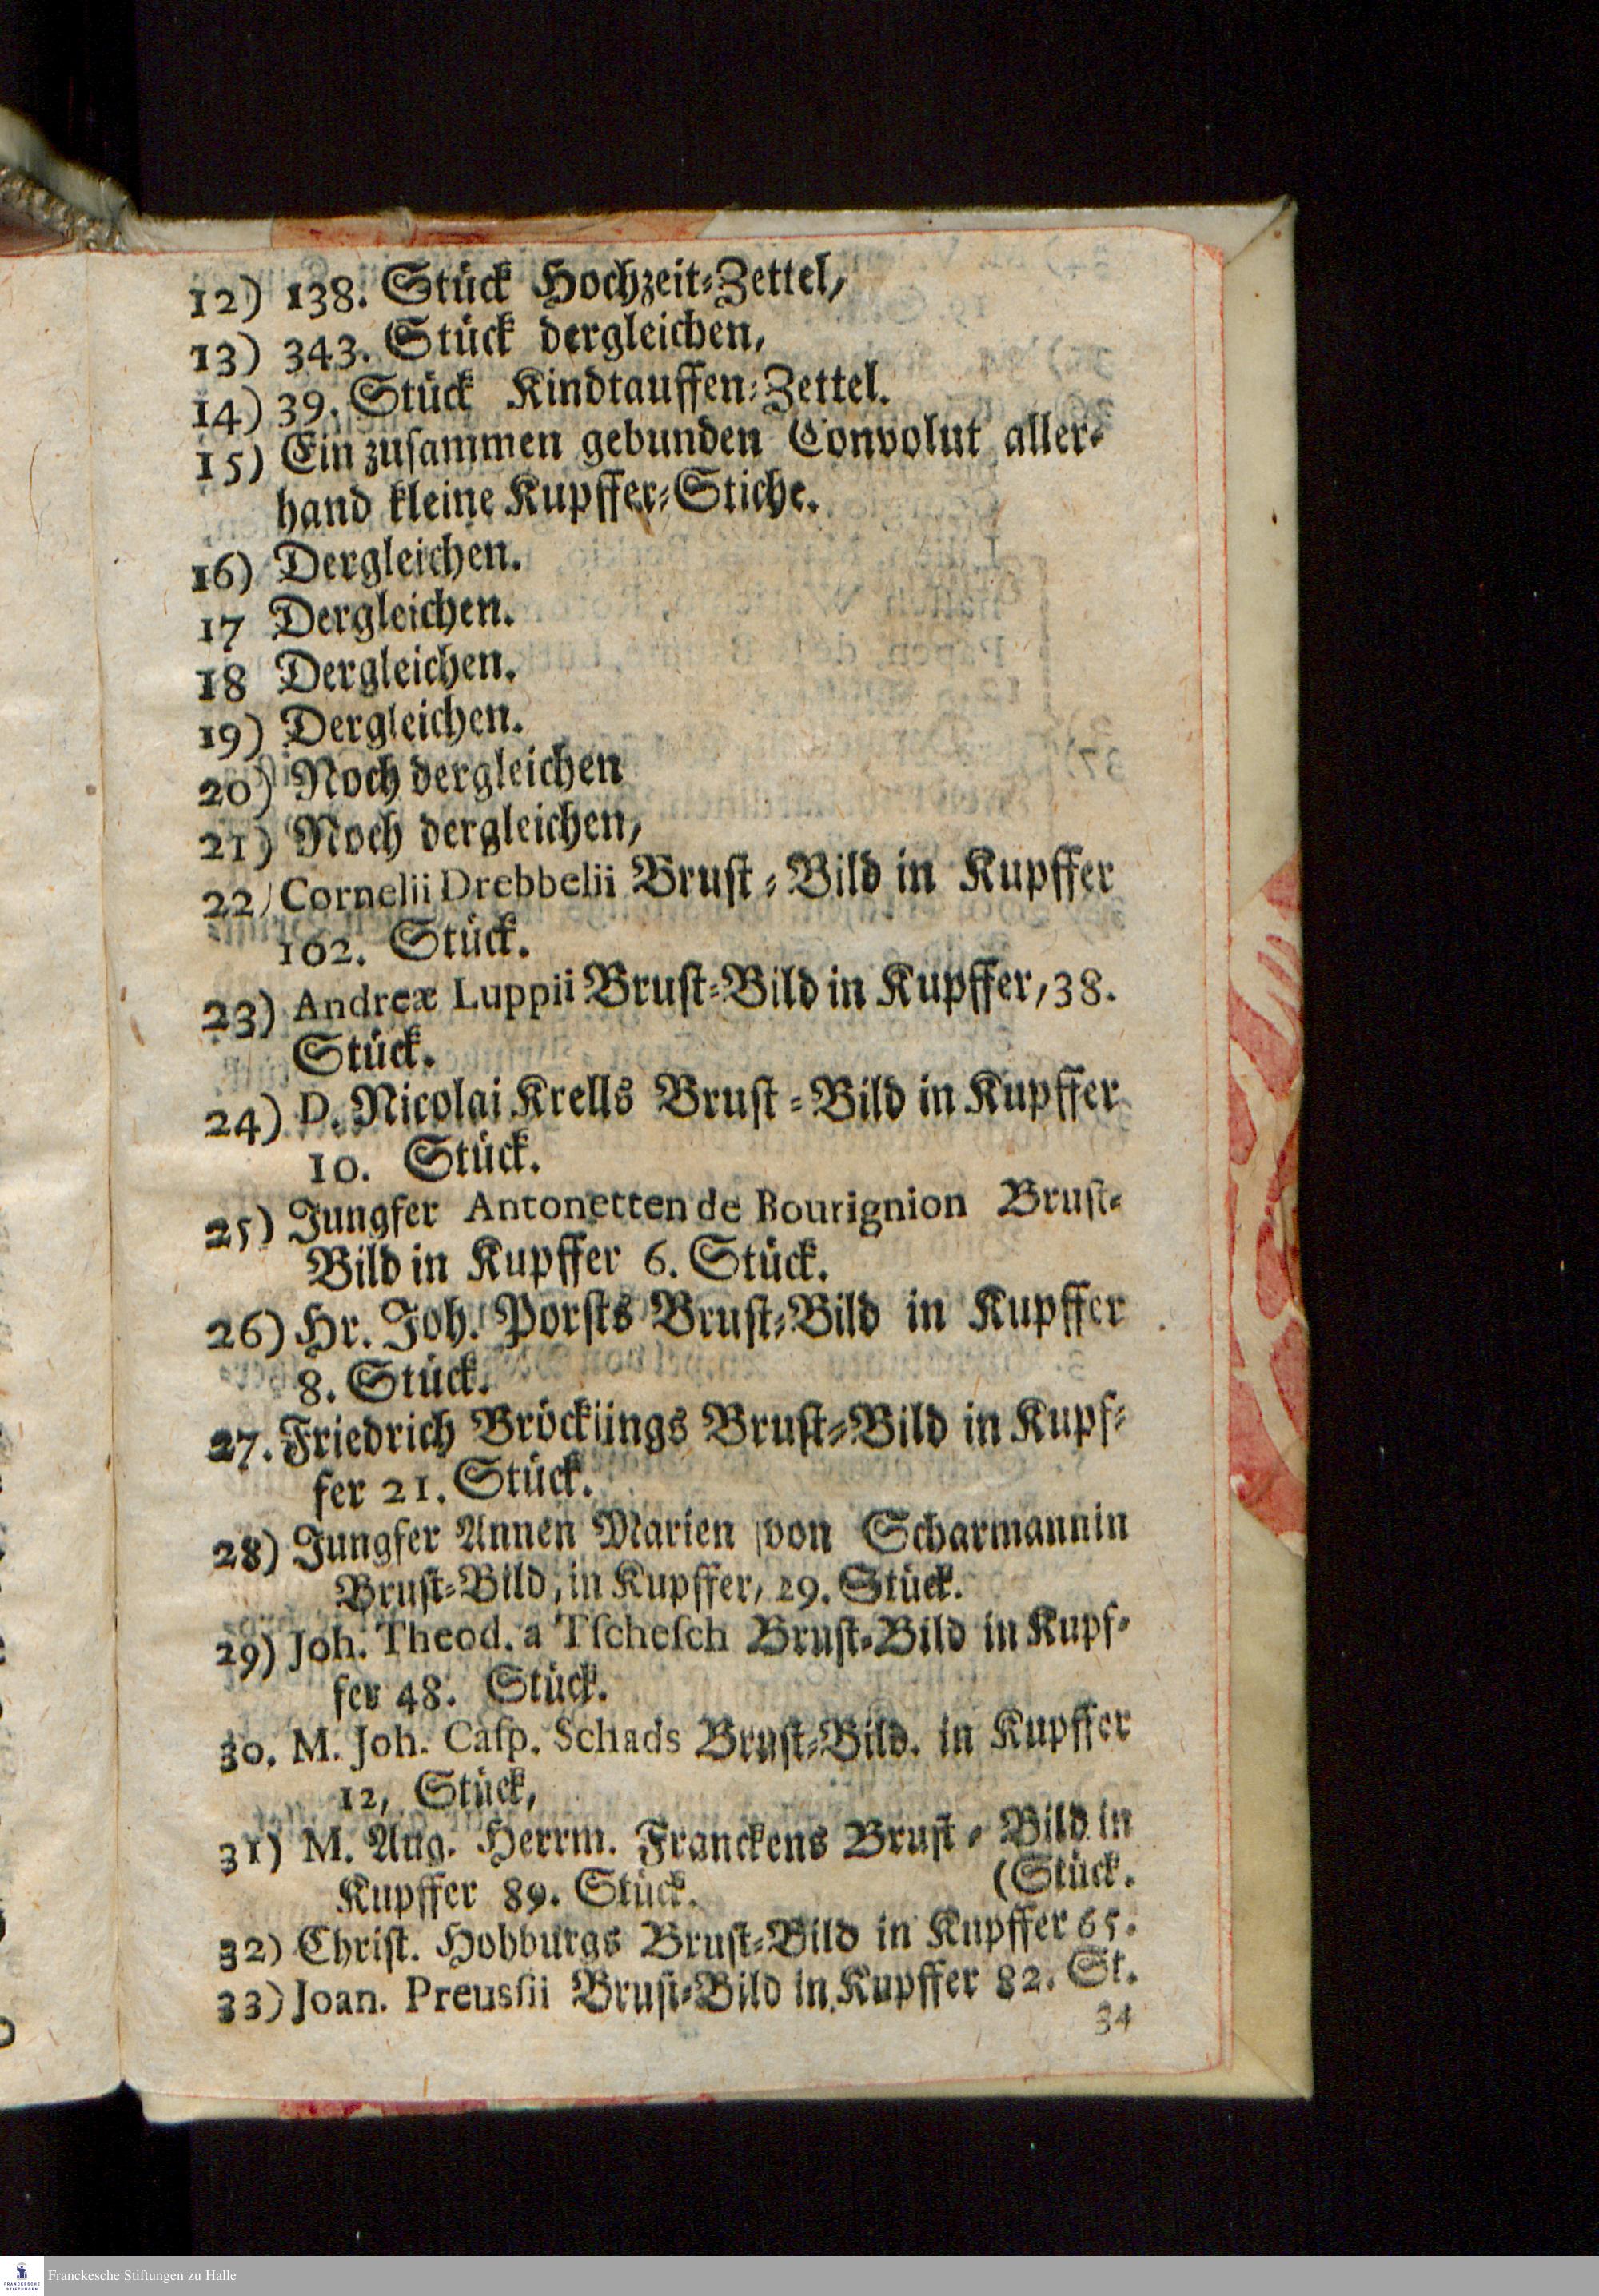 12) 138. Stück Hochzeit-Zettel,
13) 343. Stück dergleichen,
14) 39. Stück Kindtauffen-Zettel.
15) Ein zusammen gebunden Convolut aller-
hand kleine Kupffer-Stiche.
16) Dergleichen.
17 Dergleichen.
18 Dergleichen.
19) Dergleichen.
20) Noch dergleichen
21) Noch dergleichen,
22) Cornelii Drebbelii Brust-Bild in Kupffer
102. Stück.
23) Andreæ Luppii Brust-Bild in Kupffer, 38.
Stück.
24) D. Nicolai Krells Brust-Bild in Kupffer
10. Stück.
25) Jungfer Antonetten de Bourignion Brust-
Bild in Kupffer 6. Stück.
26) Hr. Joh. Porsts Brust-Bild in Kupffer
8. Stück.
27. Friedrich Bröcklings Brust-Bild in Kupf-
fer 21. Stück.
28) Jungfer Annen Marien von Scharmannin
Brust-Bild, in Kupffer, 29. Stück.
29) Joh. Theod. a Tſcheſch Brust-Bild in Kupf-
fer 48. Stück.
30. M. Joh. Caſp. Schads Brust-Bild. in Kupffer
12, Stück,
31) M. Aug. Herrm. Franckens Brust-Bild in
Kupffer 89. Stück. (Stück.
32) Christ. Hobburgs Brust-Bild in Kupffer 65.
33) Joan. Preusſii Brust-Bild in Kupffer 82. St.
34
FRANCKESCHE
STIFTUNGEN
Franckesche Stiftungen zu Halle